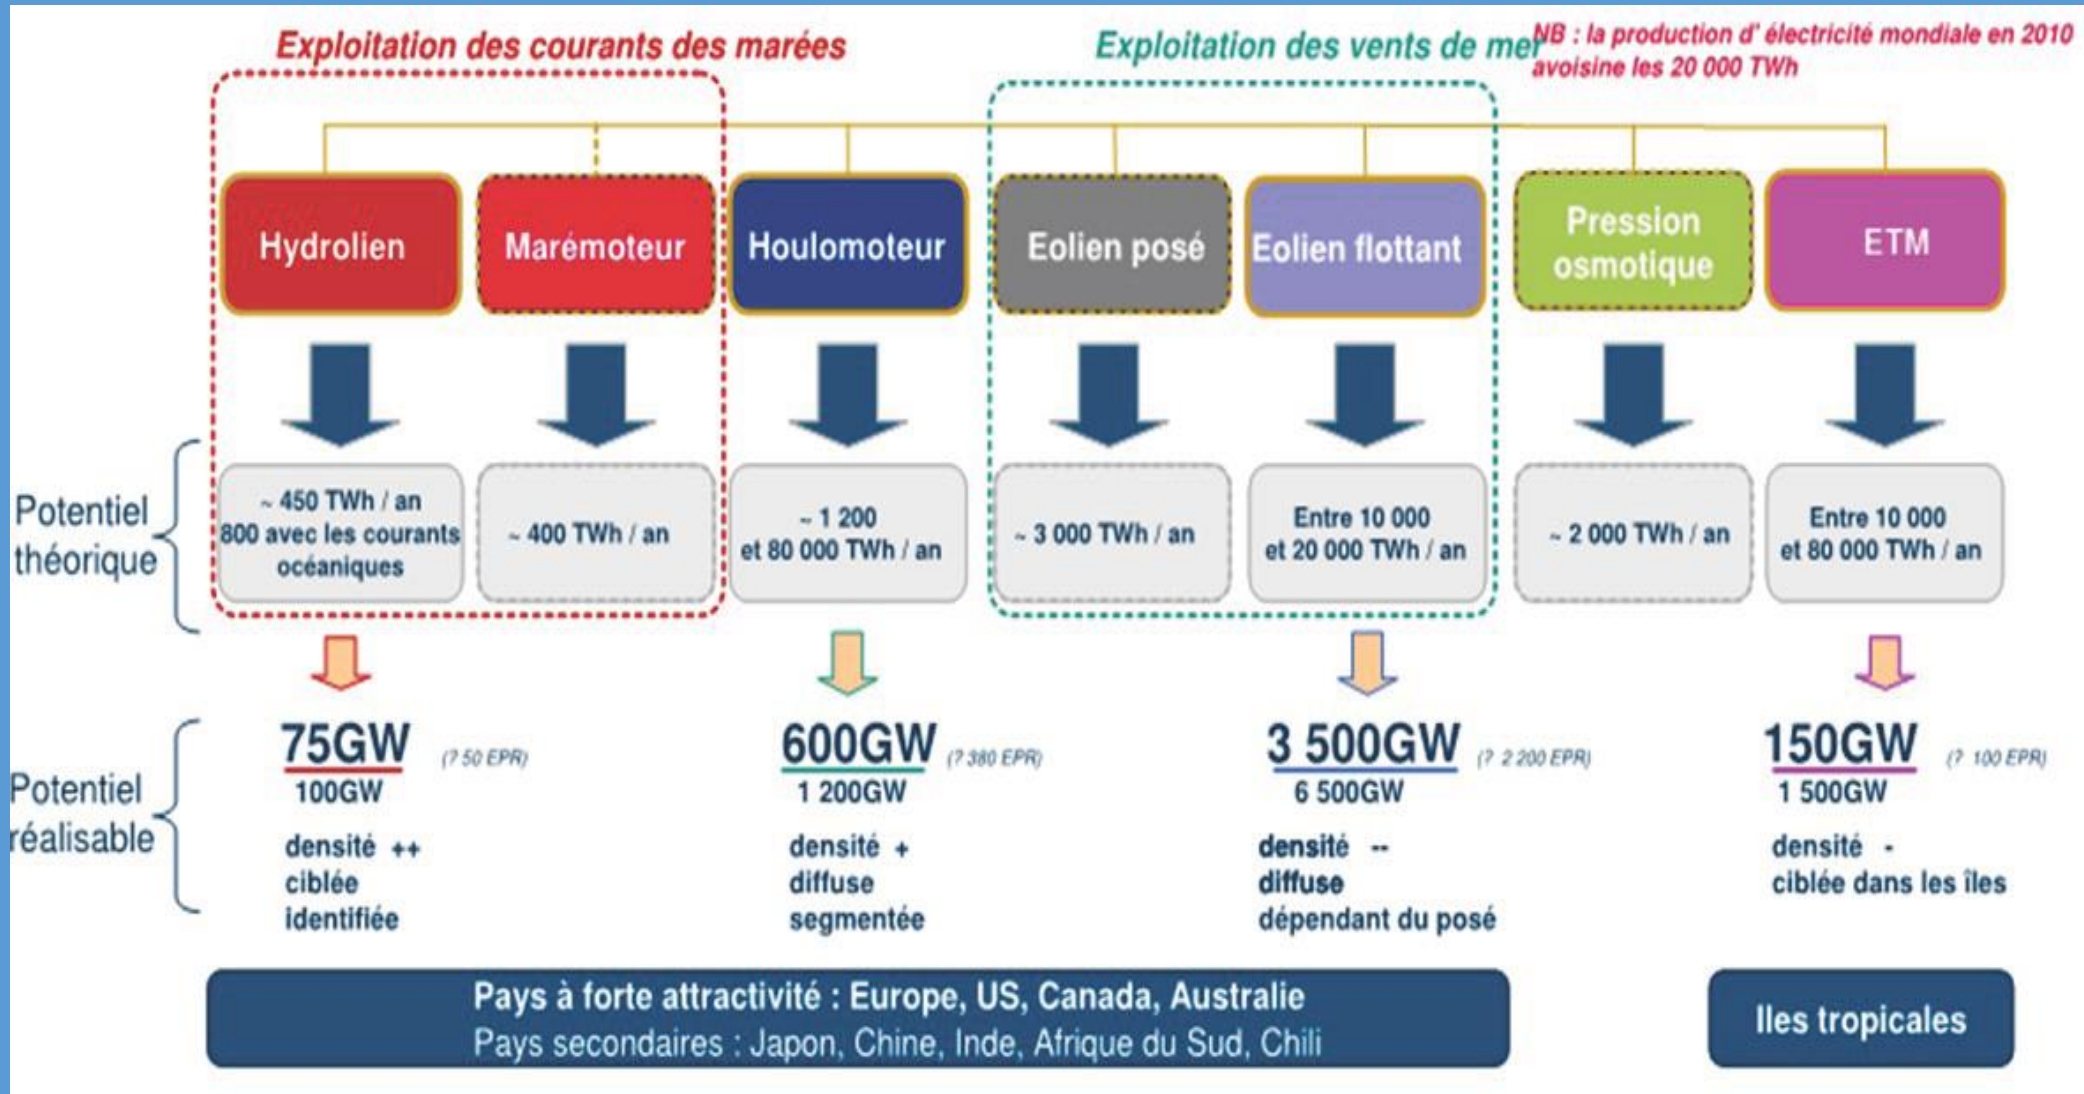 Exploitation des courants des marées
Exploitation des vents de mer
NB : la production d' électricité mondiale en 2010
avoisine les 20 000 TWh
Hydrolien
Marémoteur
Houlomoteur
Eolien posé
Eolien flottant
Pression
osmotique
ETM
Potentiel
théorique
~ 450 TWh / an
800 avec les courants
océaniques
~ 400 TWh / an
~ 1 200
et 80 000 TWh / an
~ 3 000 TWh / an
Entre 10 000
et 20 000 TWh / an
~ 2 000 TWh / an
Entre 10 000
et 80 000 TWh / an
Potentiel
réalisable
75GW (? 50 EPR)
100GW
densité ++
ciblée
identifiée
600GW (? 380 EPR)
1 200GW
densité +
diffuse
segmentée
3 500GW (? 2 200 EPR)
6 500GW
densité --
diffuse
dépendant du posé
150GW (? 100 EPR)
1 500GW
densité -
ciblée dans les îles
Pays à forte attractivité : Europe, US, Canada, Australie
Pays secondaires : Japon, Chine, Inde, Afrique du Sud, Chili
Iles tropicales